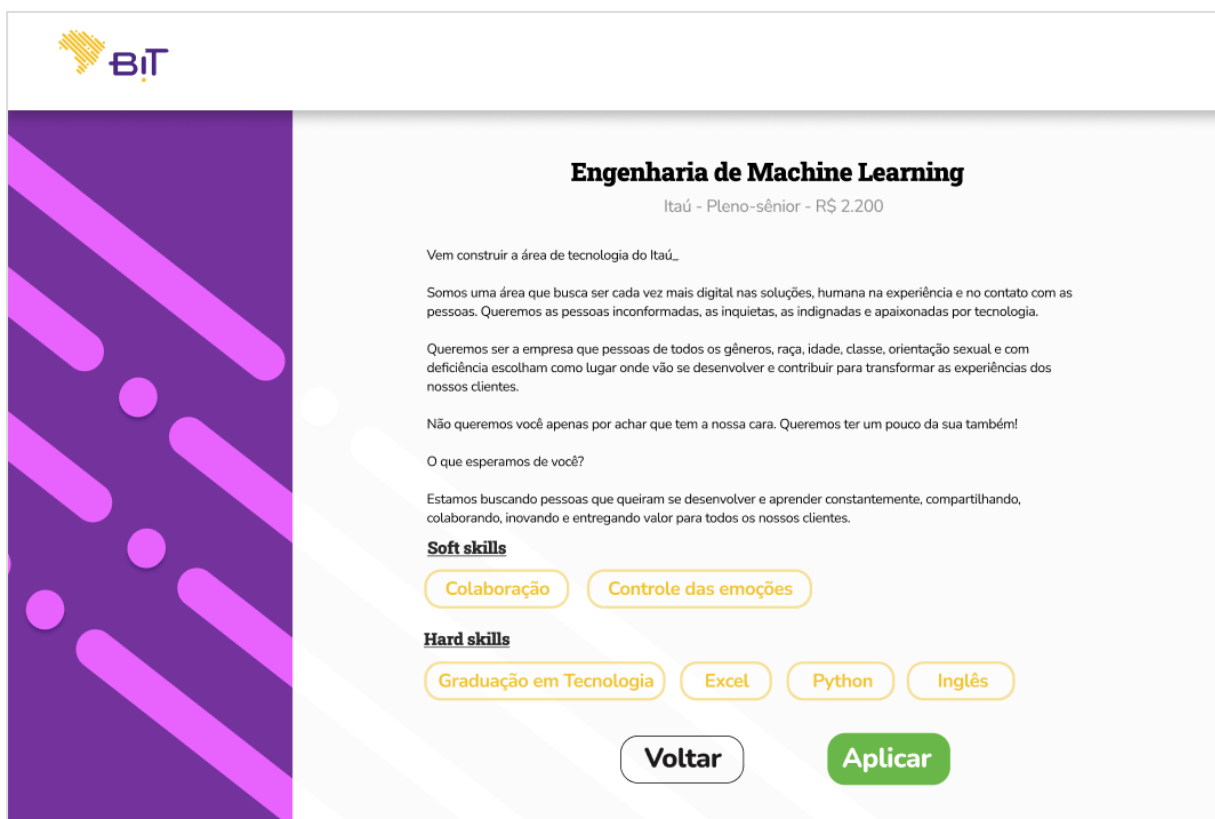 BiT
Engenharia de Machine Learning
Itaú - Pleno-sênior - R$ 2.200
Vem construir a área de tecnologia do Itaú_
Somos uma área que busca ser cada vez mais digital nas soluções, humana na experiência e no contato com as
pessoas. Queremos as pessoas inconformadas, as inquietas, as indignadas e apaixonadas por tecnologia.
Queremos ser a empresa que pessoas de todos os gêneros, raça, idade, classe, orientação sexual e com
deficiência escolham como lugar onde vão se desenvolver e contribuir para transformar as experiências dos
nossos clientes.
Não queremos você apenas por achar que tem a nossa cara. Queremos ter um pouco da sua também!
O que esperamos de você?
Estamos buscando pessoas que queiram se desenvolver e aprender constantemente, compartilhando,
colaborando, inovando e entregando valor para todos os nossos clientes.
Soft skills
Colaboração Controle das emoções
Hard skills
Graduação em Tecnologia Excel Python Inglês
Voltar Aplicar